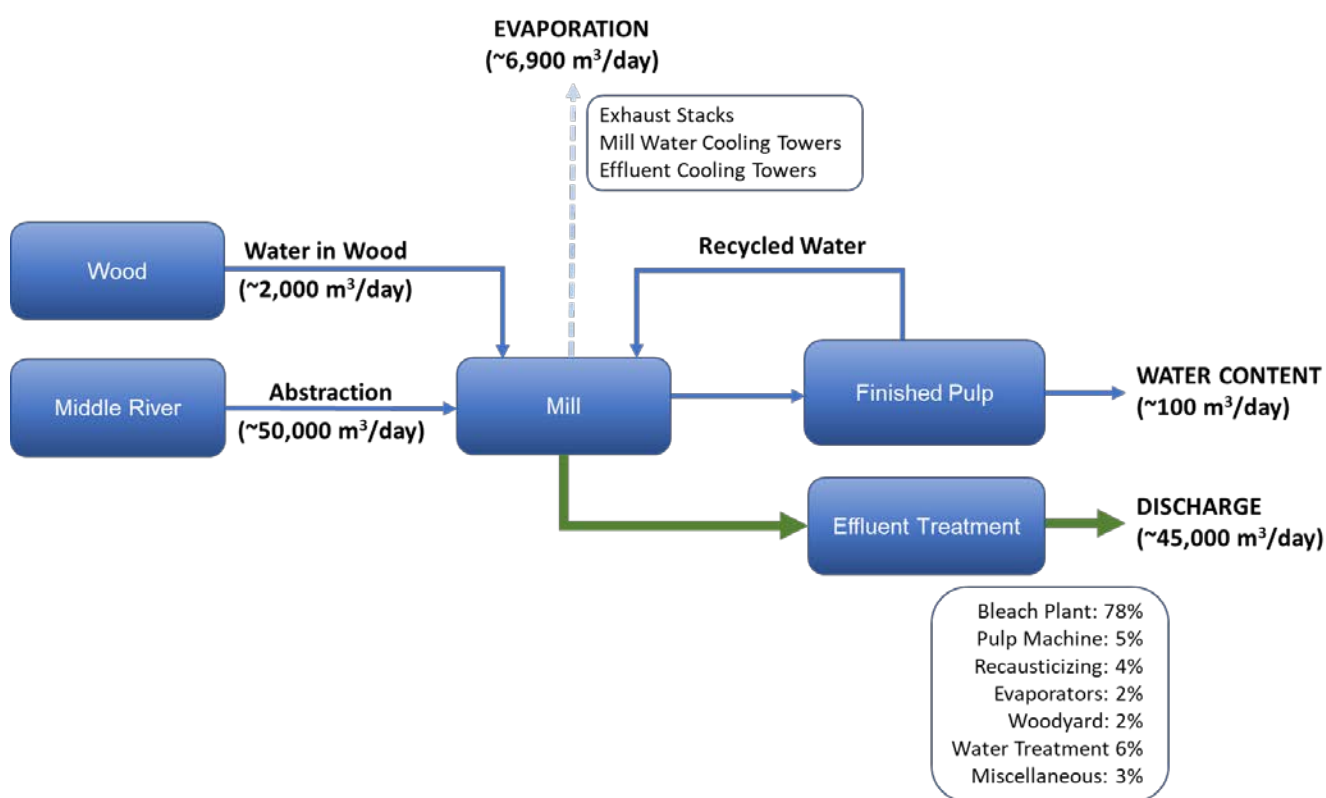 EVAPORATION
(~6,900 m³/day)
Exhaust Stacks
Mill Water Cooling Towers
Effluent Cooling Towers
Wood
Water in Wood
(~2,000 m³/day)
Recycled Water
Middle River
Abstraction
(~50,000 m³/day)
Mill
Finished Pulp
WATER CONTENT
(~100 m³/day)
Effluent Treatment
DISCHARGE
(~45,000 m³/day)
Bleach Plant: 78%
Pulp Machine: 5%
Recausticizing: 4%
Evaporators: 2%
Woodyard: 2%
Water Treatment 6%
Miscellaneous: 3%